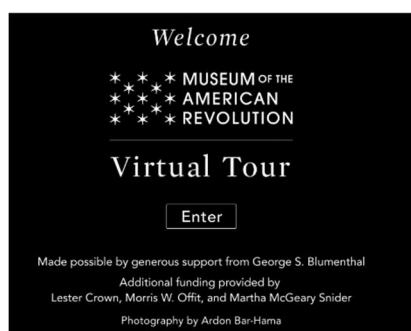 Welcome
MUSEUM OF THE
AMERICAN
REVOLUTION
Virtual Tour
Enter
Made possible by generous support from George S. Blumenthal
Additional funding provided by
Lester Crown, Morris W. Offit, and Martha McGeary Snider
Photography by Ardon Bar-Hama